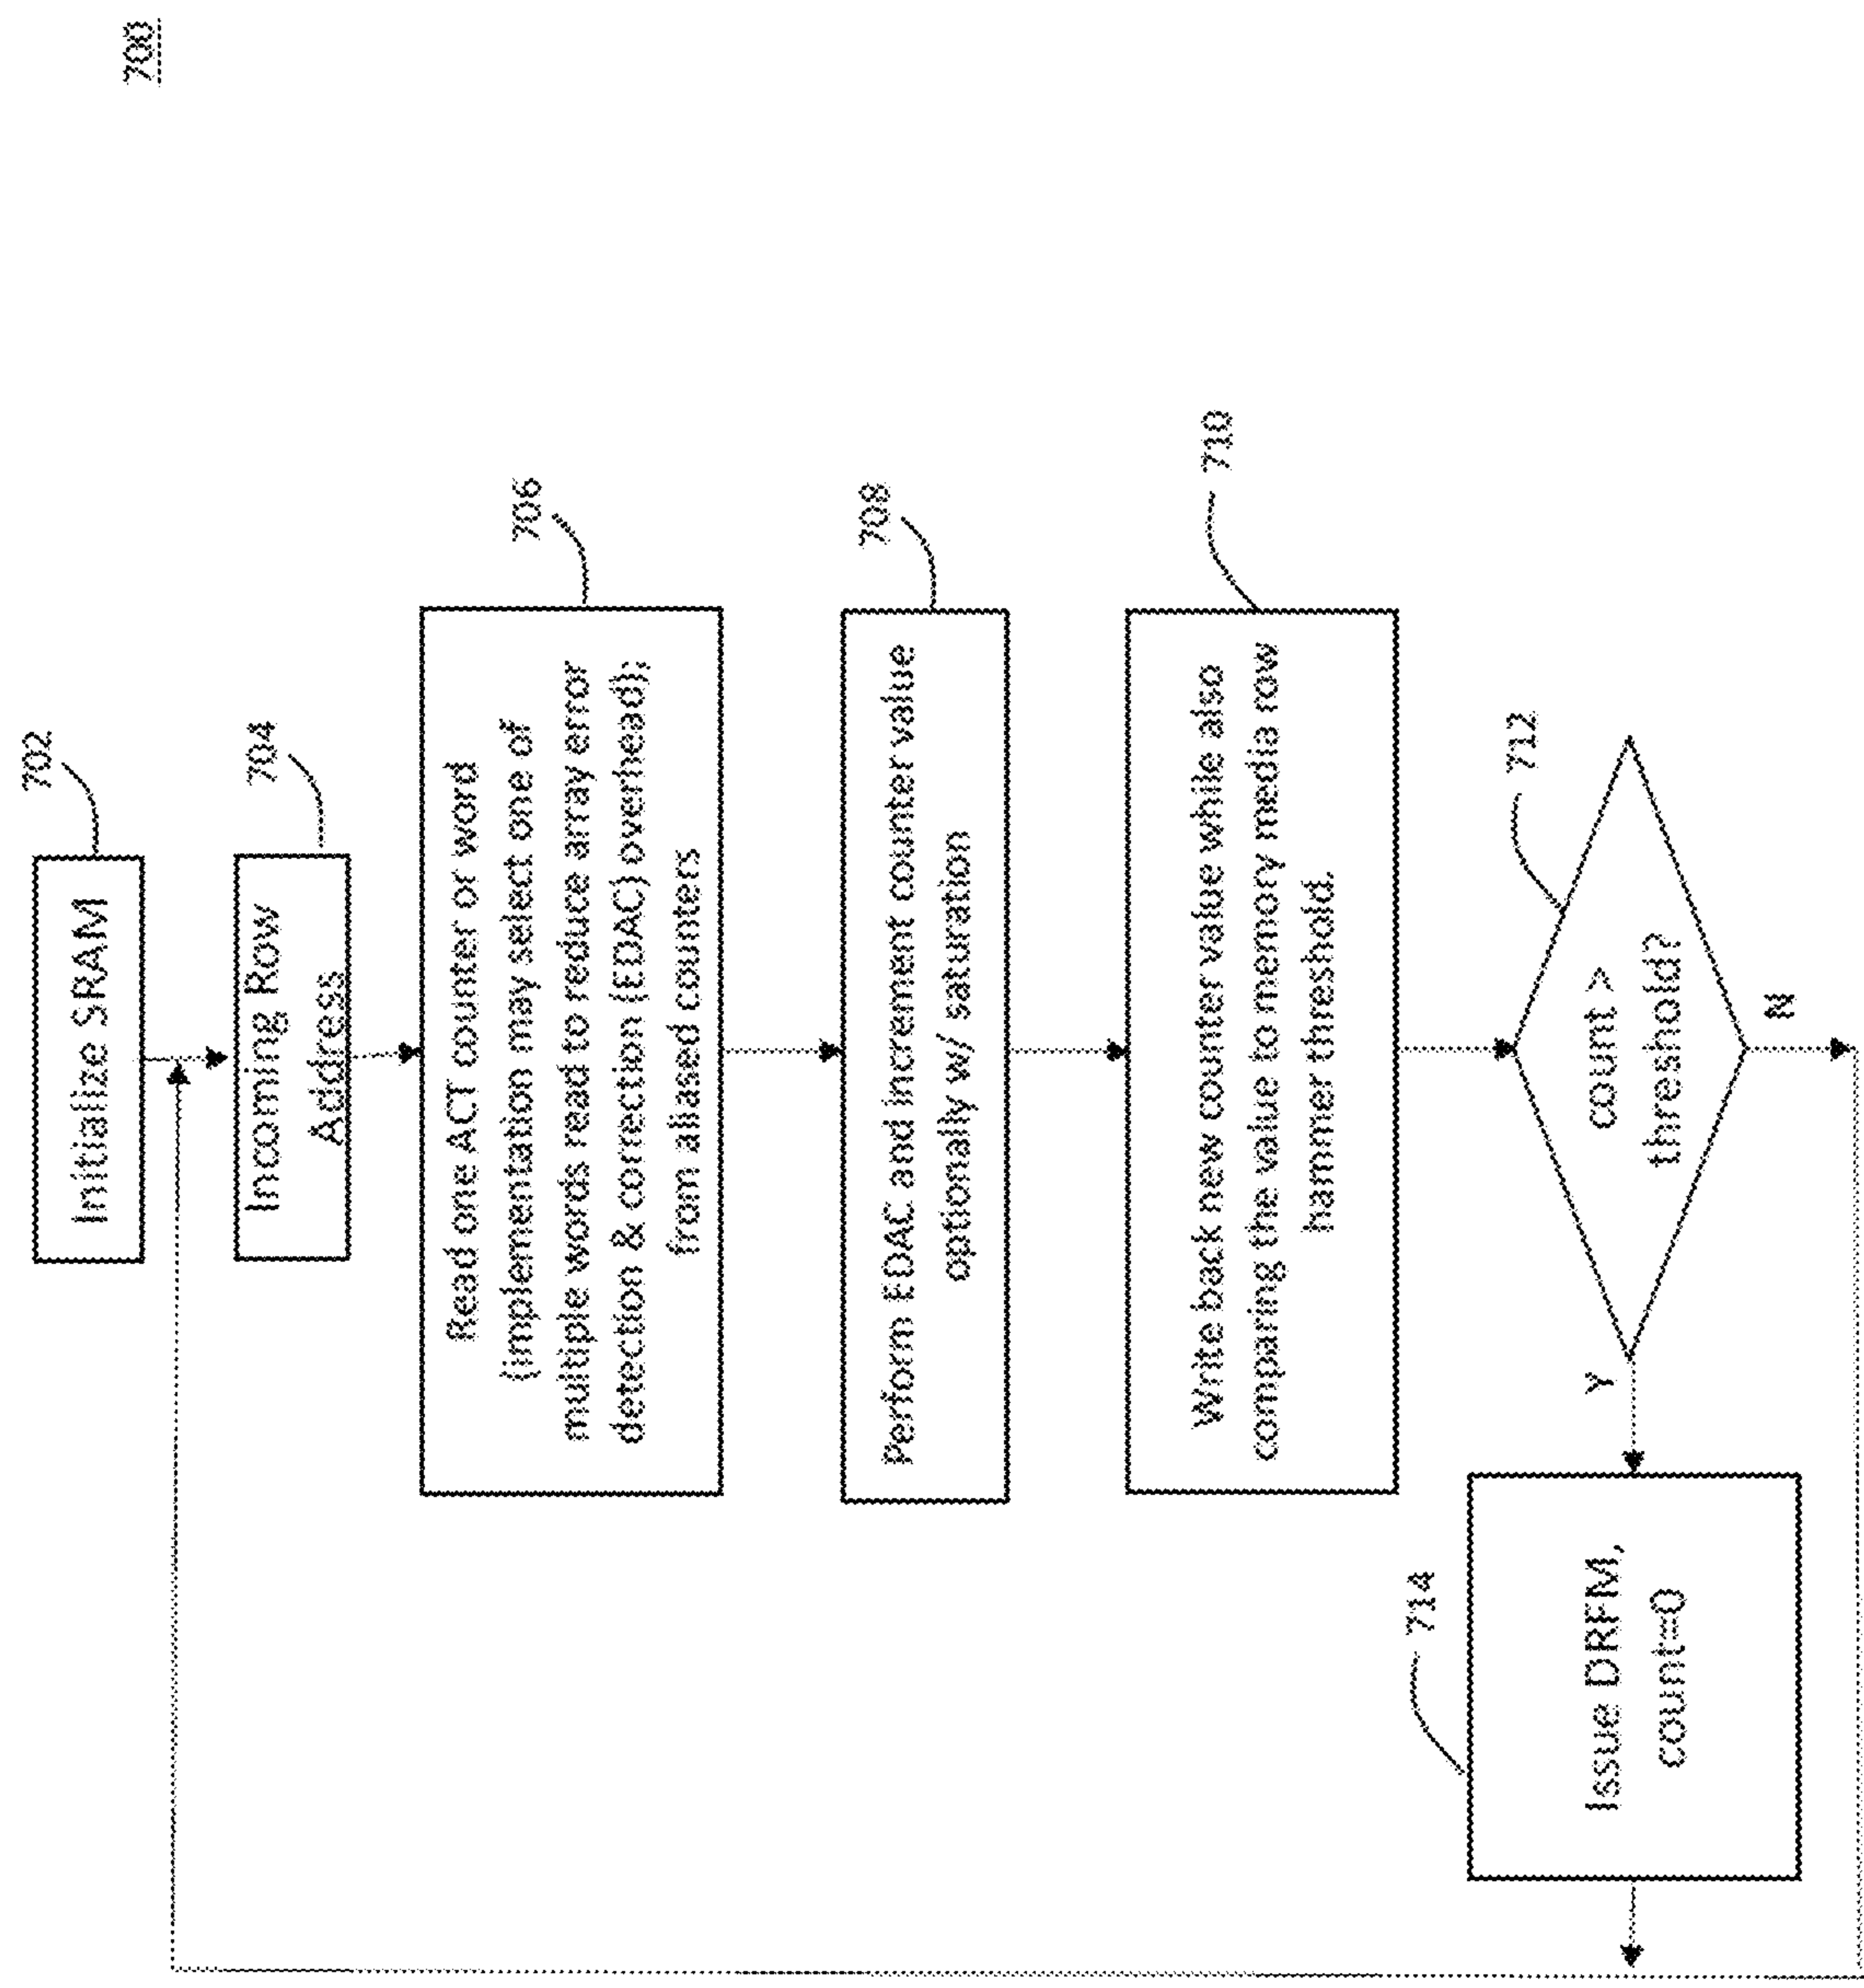 700
702
Initialize SRAM
704
Incoming Row
Address
706
Read one ACT counter or word
(implementation may select one of
multiple words read to reduce array error
detection & correction (EDAC) overhead);
from aliased counters
708
Perform EDAC and increment counter value
optionally w/ saturation
710
Write back new counter value while also
comparing the value to memory media row
hammer threshold.
712
count >
threshold?
Y
N
714
Issue DRFM,
count=0